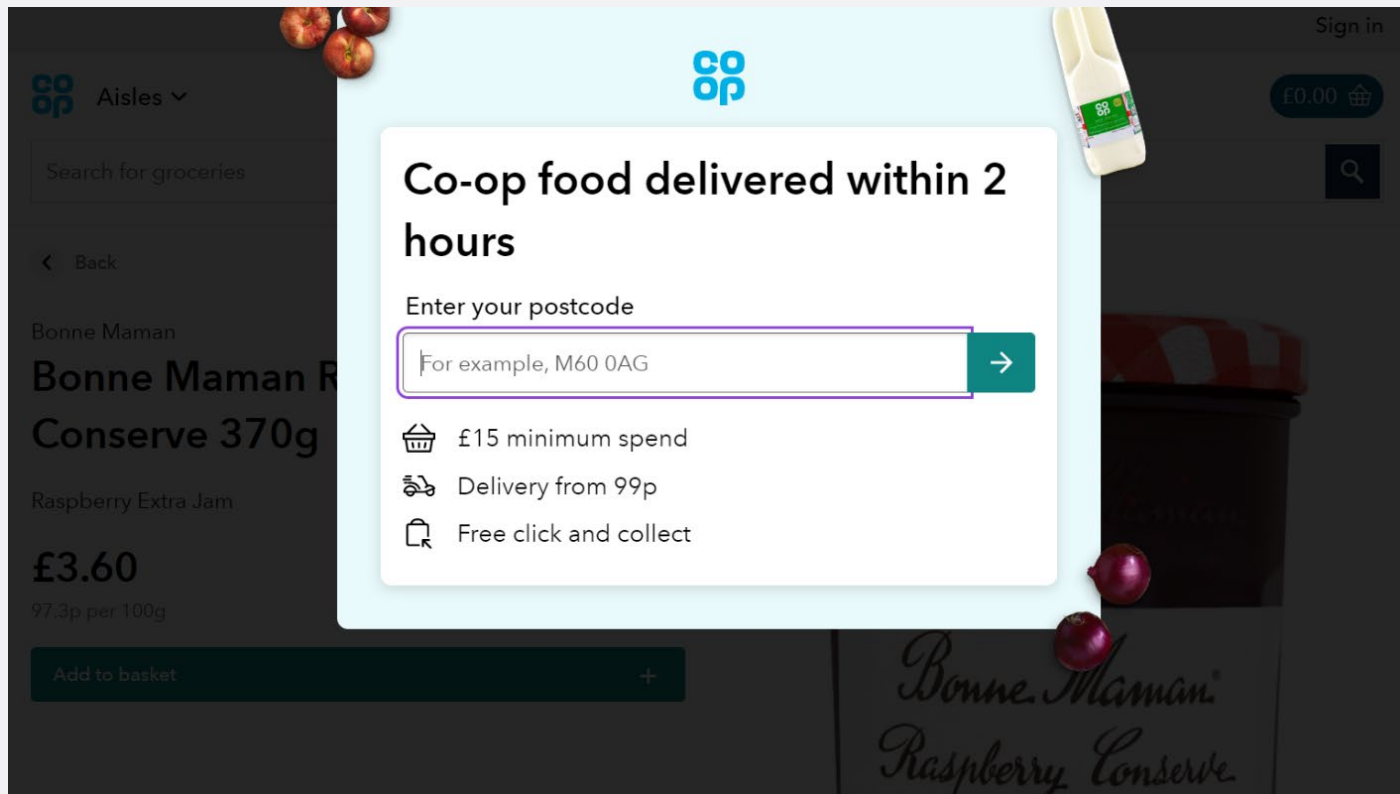 Sign in
co
op
Aisles
£0.00
co
op
Search for groceries
Co-op food delivered within 2
hours
Back
Enter your postcode
For example, M60 0AG
Bonne Maman
Bonne Maman R
Conserve 370g
£15 minimum spend
Delivery from 99p
Free click and collect
Raspberry Extra Jam
£3.60
97.3p per 100g
Add to basket
co
op
Bonne Maman
Raspberry Conserve